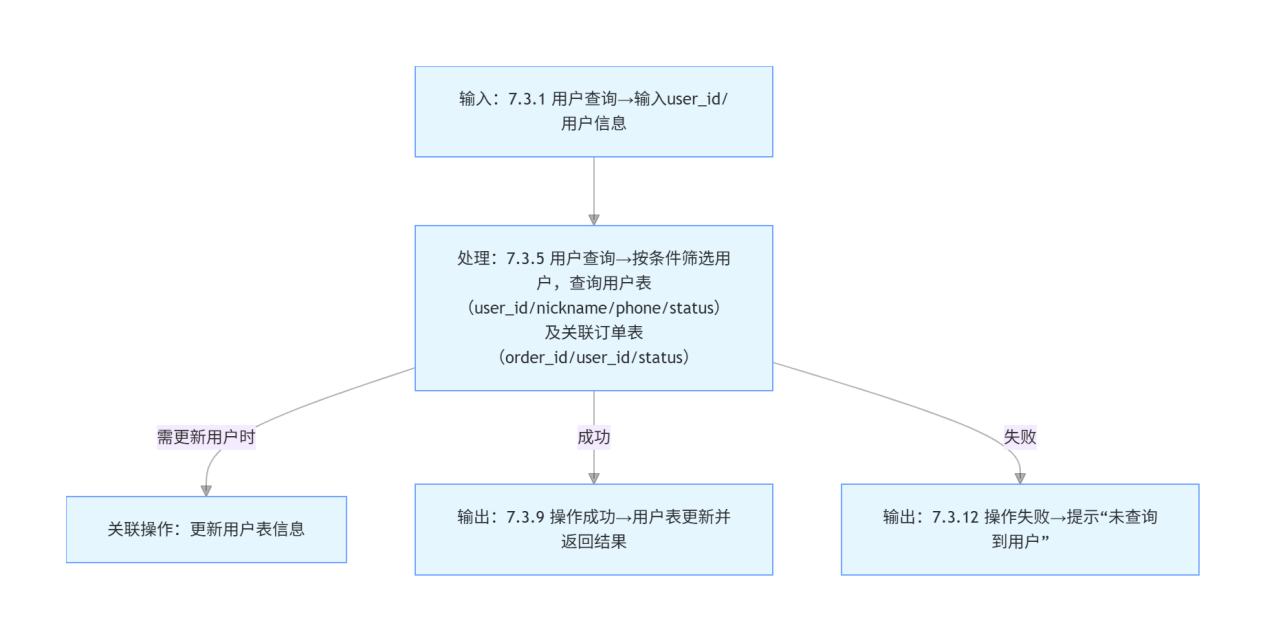 输入：7.3.1 用户查询→输入user_id/
用户信息
处理：7.3.5 用户查询→按条件筛选用
户，查询用户表
（user_id/nickname/phone/status）
及关联订单表
（order_id/user_id/status）
需更新用户时
成功
失败
关联操作：更新用户表信息
输出：7.3.9 操作成功→用户表更新并
返回结果
输出：7.3.12 操作失败→提示“未查询
到用户”